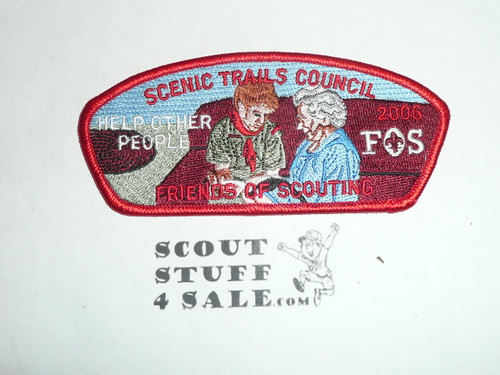 SCENIC TRAILS COUNCIL
2006
HELP OTHER
PEOPLE
FOS
FRIENDS OF SCOUTING
SCOUT
STUFF
4 SALE.COM